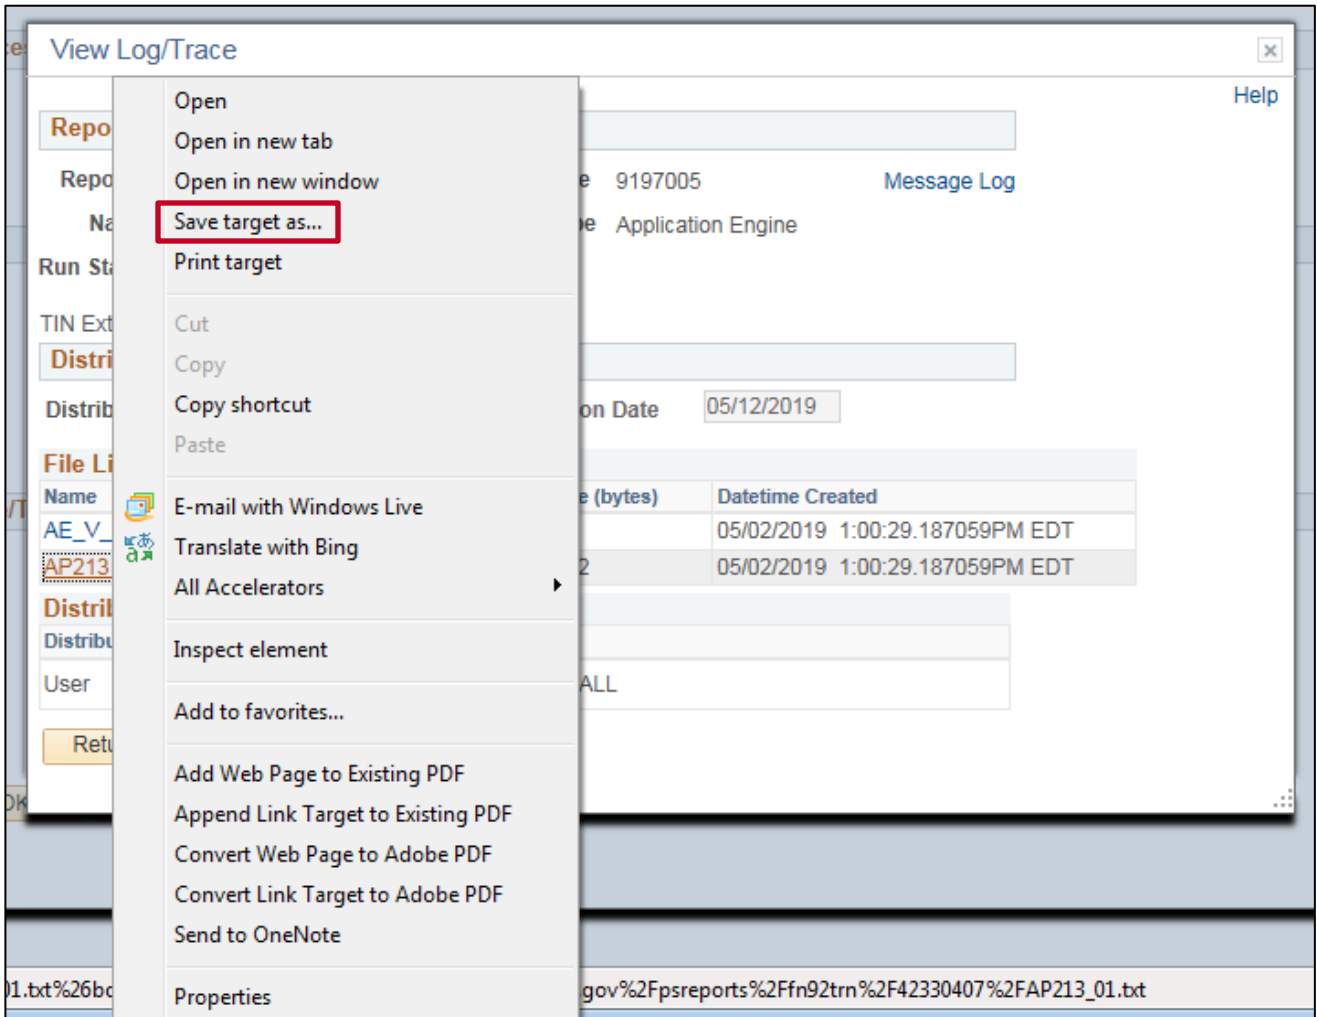 View Log/Trace
Help
Open
Repo
Open in new tab
Repo
Open in new window
e 9197005
Message Log
Na
Save target as...
pe Application Engine
Run Sta
Print target
TIN Ext
Cut
Distri
Copy
Distrib
Copy shortcut
on Date
05/12/2019
Paste
File Li
Name
E-mail with Windows Live
e (bytes)
Datetime Created
AE_V_
05/02/2019 1:00:29.187059PM EDT
Translate with Bing
AP213
2
05/02/2019 1:00:29.187059PM EDT
All Accelerators
Distrib
Distribu
Inspect element
User
ALL
Add to favorites...
Retu
Add Web Page to Existing PDF
OK
Append Link Target to Existing PDF
Convert Web Page to Adobe PDF
Convert Link Target to Adobe PDF
Send to OneNote
01.txt%26bd
gov%2Fpsreports%2Ffn92trn%2F42330407%2FAP213_01.txt
Properties